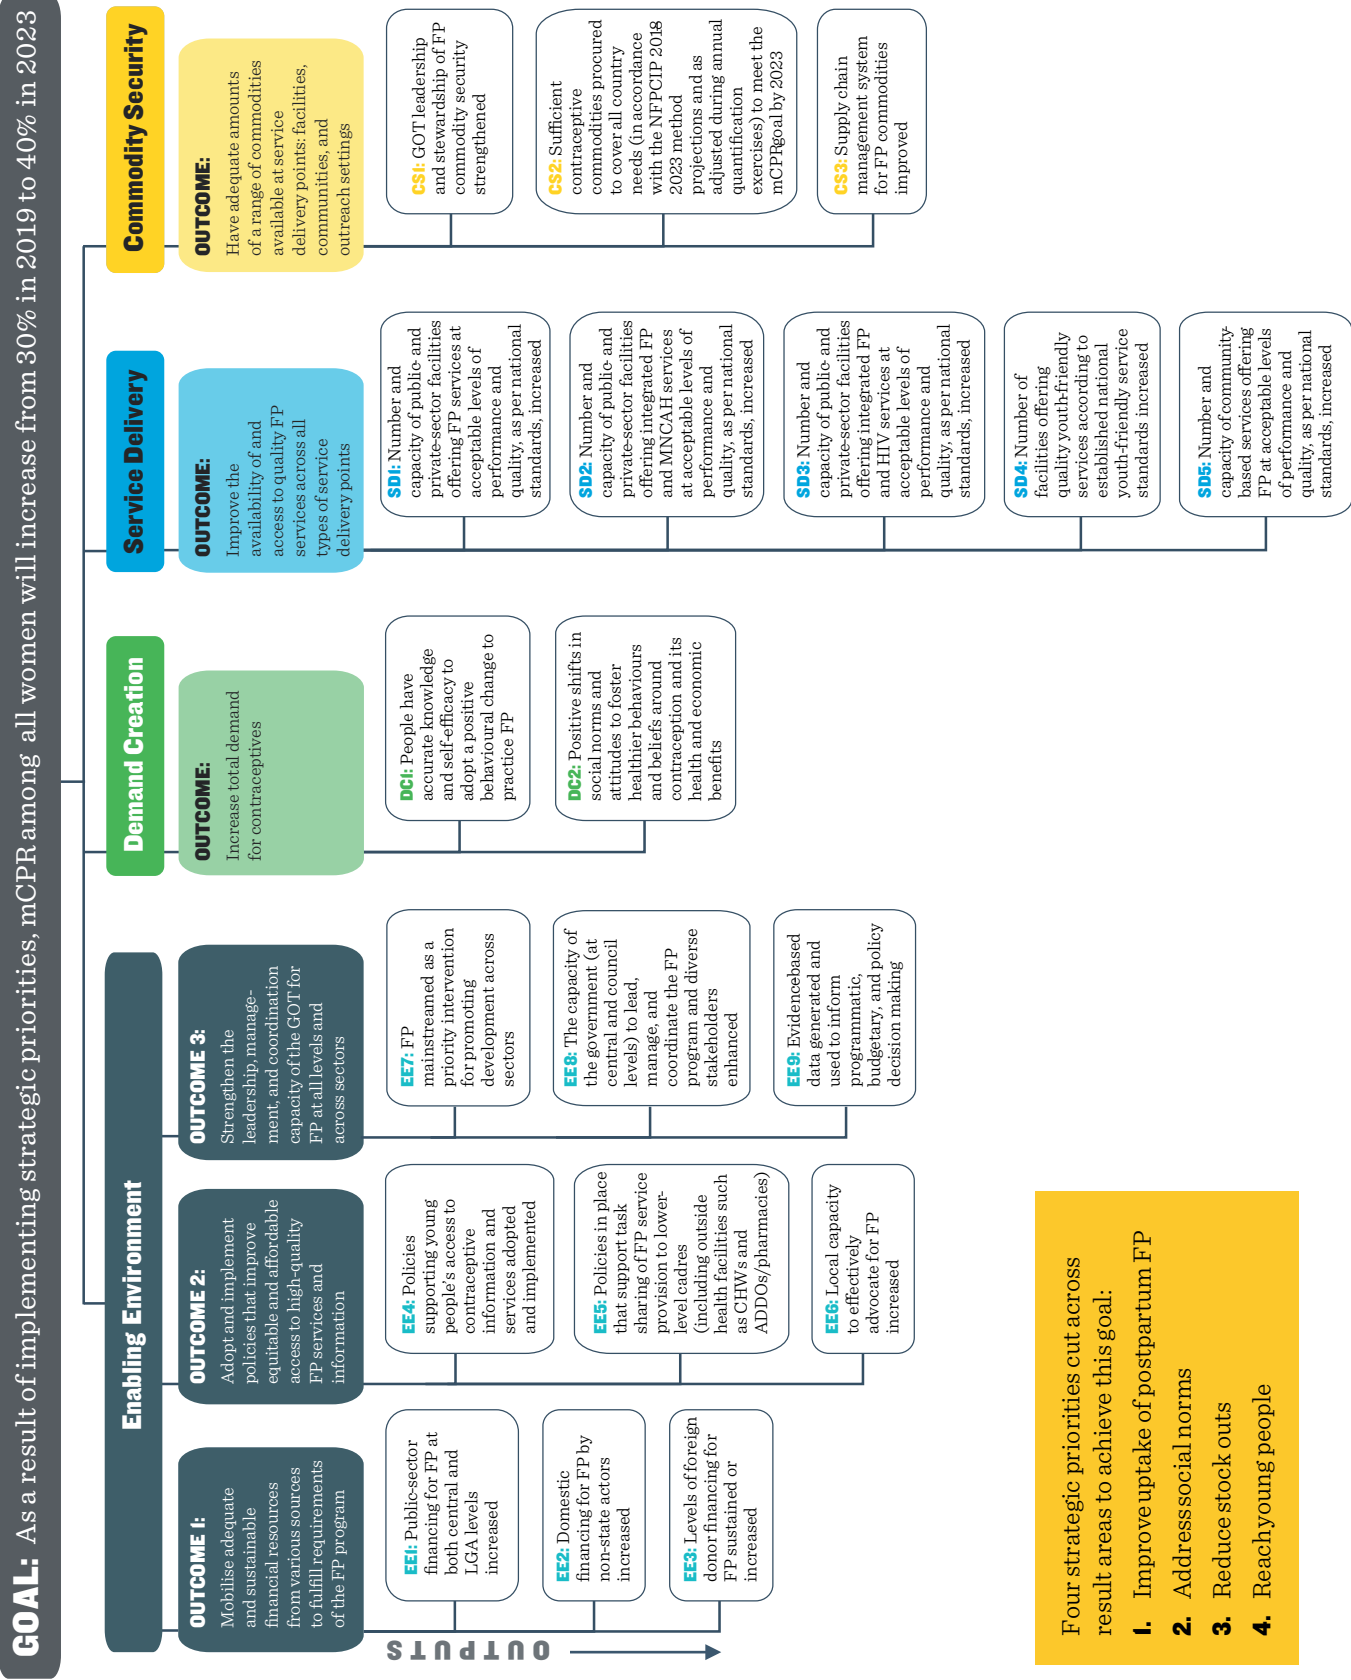 GOAL: As a result of implementing strategic priorities, mCPR among all women will increase from 30% in 2019 to 40% in 2023
Enabling Environment
OUTCOME 1:
Mobilise adequate
and sustainable
financial resources
from various sources
to fulfill requirements
of the FP program
OUTPUTS
EE1: Public-sector
financing for FP at
both central and
LGA levels
increased
EE2: Domestic
financing for FP by
non-state actors
increased
EE3: Levels of foreign
donor financing for
FP sustained or
increased
OUTCOME 2:
Adopt and implement
policies that improve
equitable and affordable
access to high-quality
FP services and
information
EE4: Policies
supporting young
people's access to
contraceptive
information and
services adopted
and implemented
EE5: Policies in place
that support task
sharing of FP service
provision to lower-
level cadres
(including outside
health facilities such
as CHWs and
ADDOs/pharmacies)
EE6: Local capacity
to effectively
advocate for FP
increased
OUTCOME 3:
Strengthen the
leadership, manage-
ment, and coordination
capacity of the GOT for
FP at all levels and
across sectors
EE7: FP
mainstreamed as a
priority intervention
for promoting
development across
sectors
EE8: The capacity of
the government (at
central and council
levels) to lead,
manage, and
coordinate the FP
program and diverse
stakeholders
enhanced
EE9: Evidencebased
data generated and
used to inform
programmatic,
budgetary, and policy
decision making
Demand Creation
OUTCOME:
Increase total demand
for contraceptives
DC1: People have
accurate knowledge
and self-efficacy to
adopt a positive
behavioural change to
practice FP
DC2: Positive shifts in
social norms and
attitudes to foster
healthier behaviours
and beliefs around
contraception and its
health and economic
benefits
Service Delivery
OUTCOME:
Improve the
availability of and
access to quality FP
services across all
types of service
delivery points
SD1: Number and
capacity of public- and
private-sector facilities
offering FP services at
acceptable levels of
performance and
quality, as per national
standards, increased
SD2: Number and
capacity of public- and
private-sector facilities
offering integrated FP
and MNCAH services
at acceptable levels of
performance and
quality, as per national
standards, increased
SD3: Number and
capacity of public- and
private-sector facilities
offering integrated FP
and HIV services at
acceptable levels of
performance and
quality, as per national
standards, increased
SD4: Number of
facilities offering
quality youth-friendly
services according to
established national
youth-friendly service
standards increased
SD5: Number and
capacity of community-
based services offering
FP at acceptable levels
of performance and
quality, as per national
standards, increased
Commodity Security
OUTCOME:
Have adequate amounts
of a range of commodities
available at service
delivery points: facilities,
communities, and
outreach settings
CS1: GOT leadership
and stewardship of FP
commodity security
strengthened
CS2: Sufficient
contraceptive
commodities procured
to cover all country
needs (in accordance
with the NFPCIP 2018
2023 method
projections and as
adjusted during annual
quantification
exercises) to meet the
mCPRgoal by 2023
CS3: Supply chain
management system
for FP commodities
improved
Four strategic priorities cut across
result areas to achieve this goal:
1. Improve uptake of postpartum FP
2. Address social norms
3. Reduce stock outs
4. Reach young people